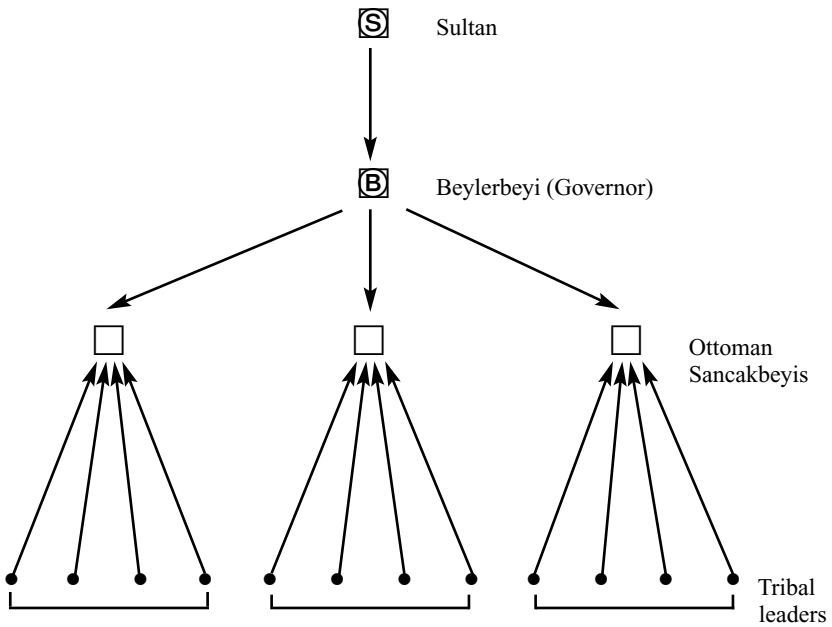 S Sultan
B Beylerbeyi (Governor)
Ottoman
Sancakbeyis
Tribal
leaders